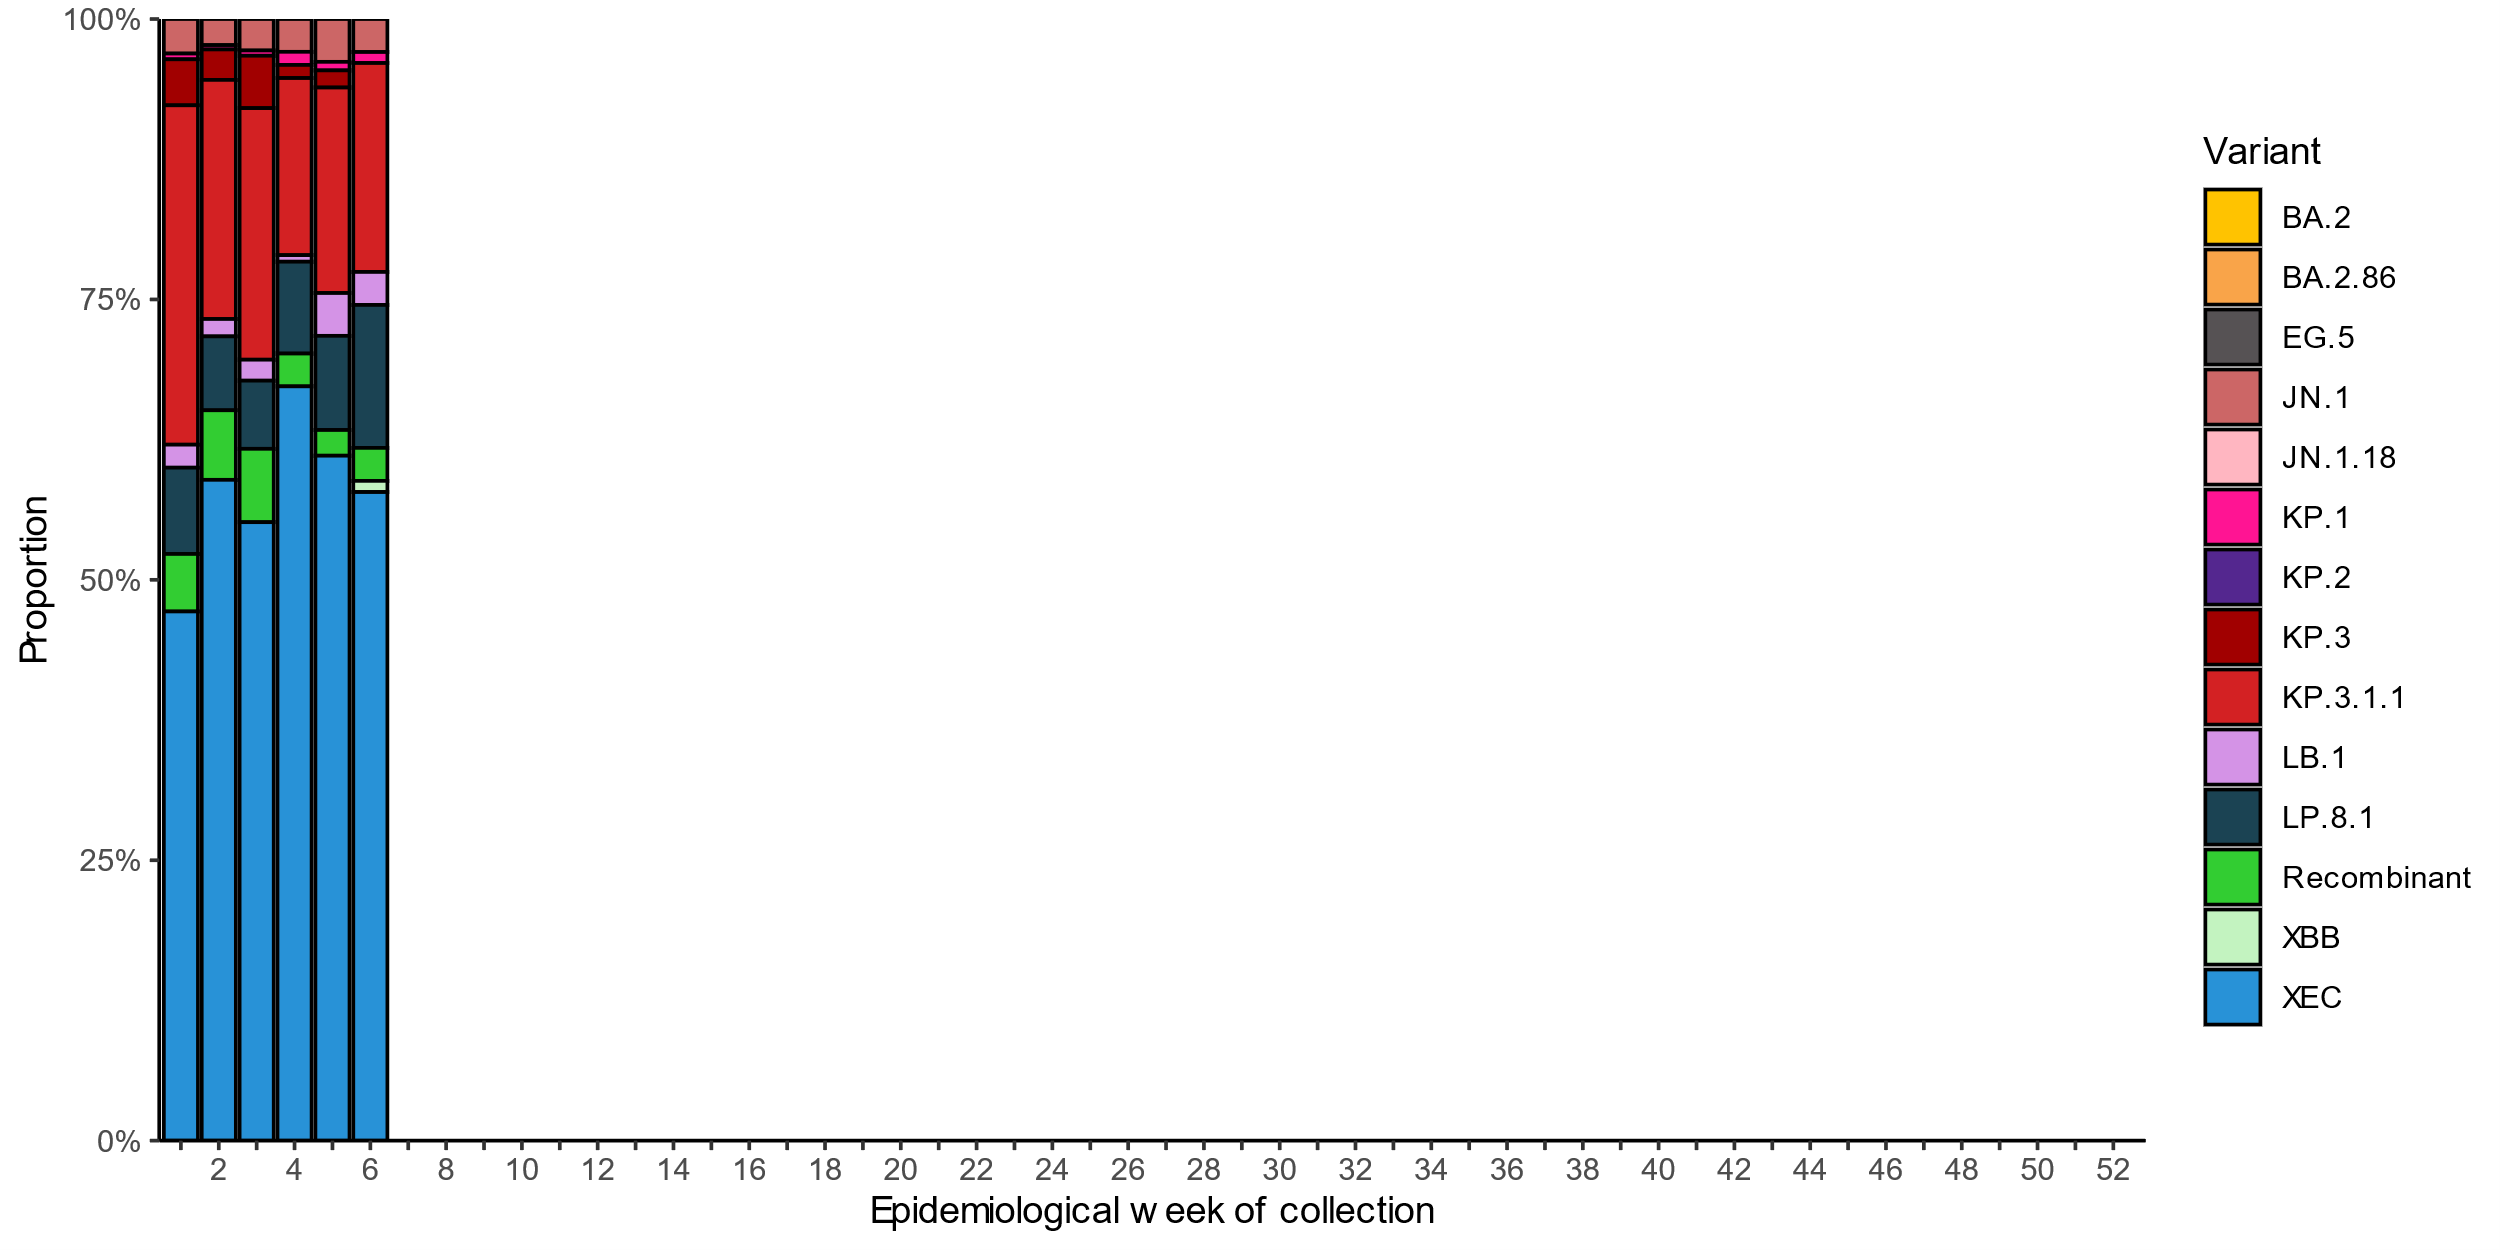 100%
75%
50%
25%
0%
Proportion
2 4 6 8 10 12 14 16 18 20 22 24 26 28 30 32 34 36 38 40 42 44 46 48 50 52
Epidemiological week of collection
Variant
BA.2
BA.2.86
EG.5
JN.1
JN.1.18
KP.1
KP.2
KP.3
KP.3.1.1
LB.1
LP.8.1
Recombinant
XBB
XEC